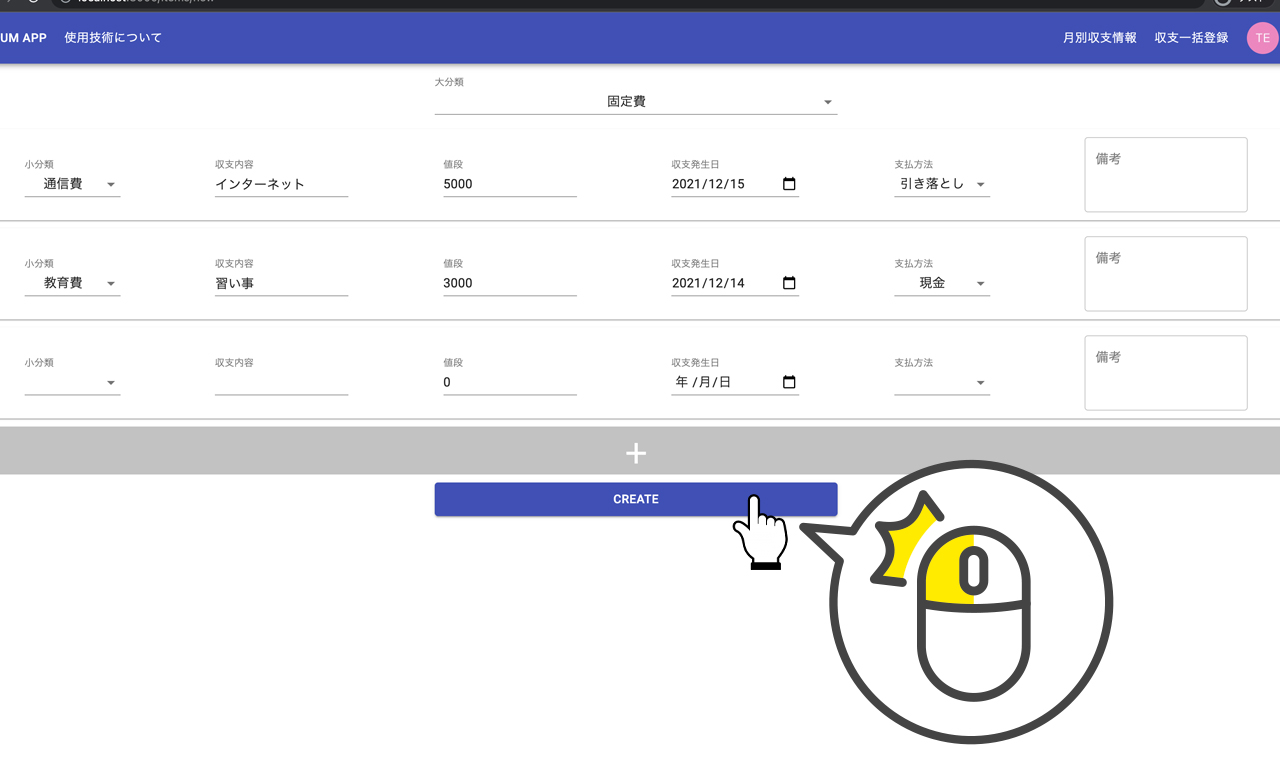 UM APP 使用技術について 月別収支情報 収支一括登録 TE
大分類
固定費
小分類 収支内容 値段 収支発生日 支払方法 備考
通信費 インターネット 5000 2021/12/15 引き落とし
小分類 収支内容 値段 収支発生日 支払方法 備考
教育費 習い事 3000 2021/12/14 現金
小分類 収支内容 値段 収支発生日 支払方法 備考
0 年 /月/日
+
CREATE